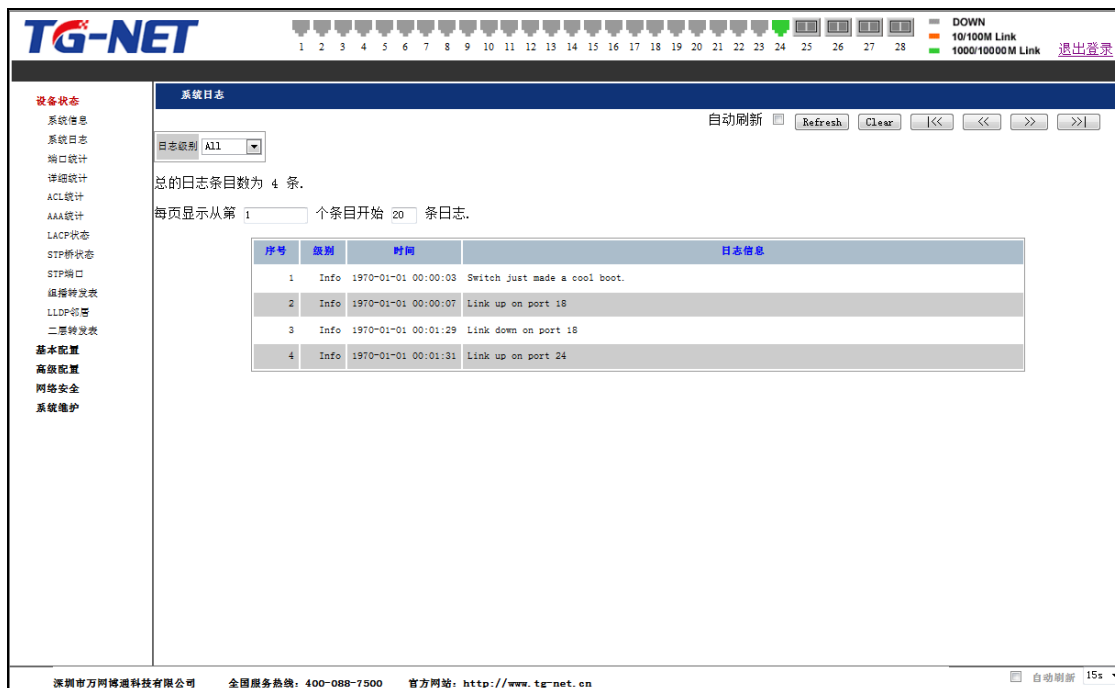 TG-NET
1 2 3 4 5 6 7 8 9 10 11 12 13 14 15 16 17 18 19 20 21 22 23 24 25 26 27 28
DOWN
10/100M Link
1000/10000M Link
退出登录
设备状态
系统信息
系统日志
端口统计
详细统计
ACL统计
AAA统计
LACP状态
STP桥状态
STP端口
组播转发表
LLDP邻居
二层转发表
基本配置
高级配置
网络安全
系统维护
系统日志
自动刷新 Refresh Clear |<< << >> >>|
日志级别 All
总的日志条目数为 4 条.
每页显示从第 1 个条目开始 20 条日志.
序号 级别 时间 日志信息
1 Info 1970-01-01 00:00:03 Switch just made a cool boot.
2 Info 1970-01-01 00:00:07 Link up on port 18
3 Info 1970-01-01 00:01:29 Link down on port 18
4 Info 1970-01-01 00:01:31 Link up on port 24
深圳市万网博通科技有限公司 全国服务热线: 400-088-7500 官方网站: http://www.tg-net.cn
自动刷新 15s